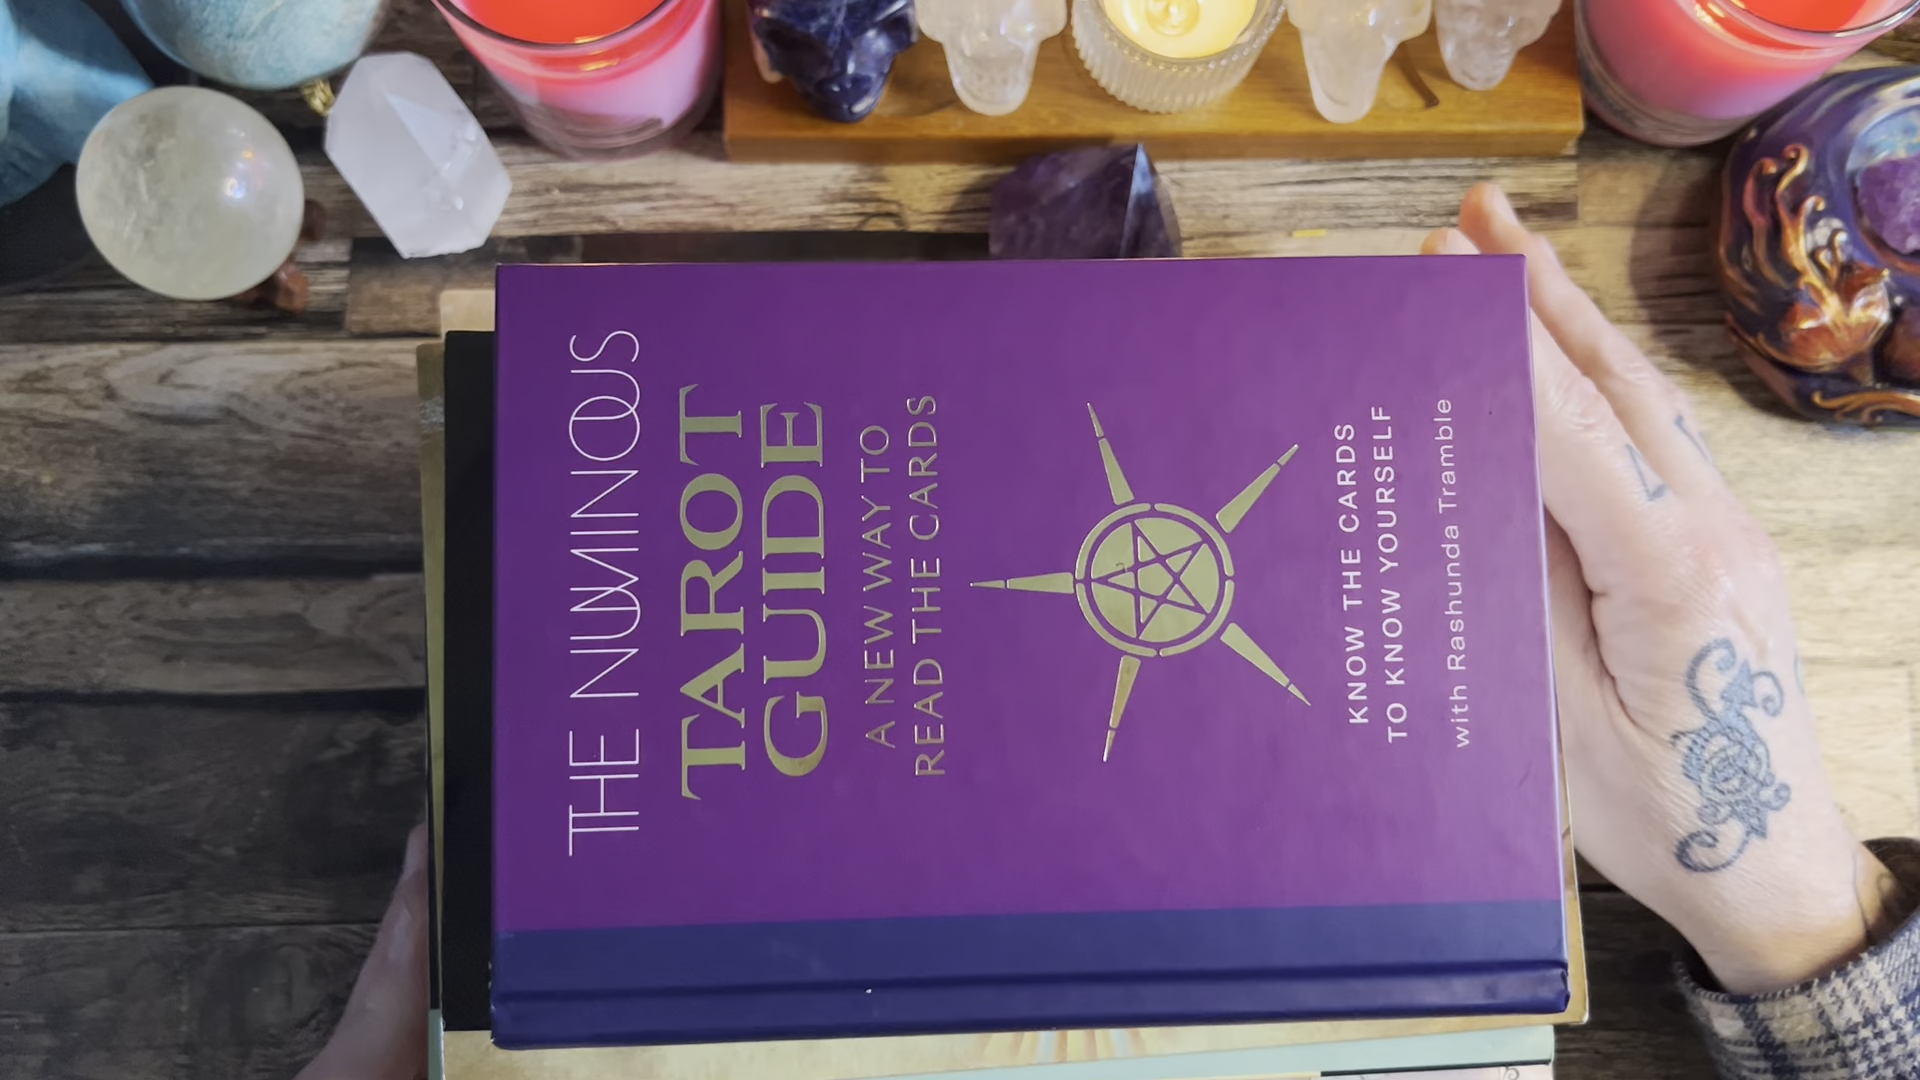 THE NUMINOUS
TAROT
GUIDE
A NEW WAY TO
READ THE CARDS
KNOW THE CARDS
TO KNOW YOURSELF
with Rashunda Tramble